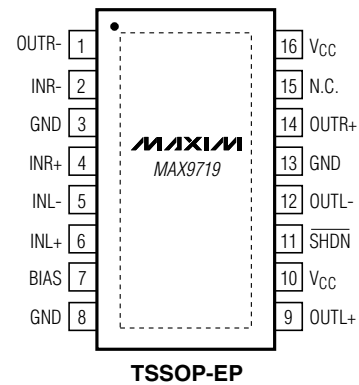 OUTR- 1 16 VCC
INR- 2 15 N.C.
GND 3 14 OUTR+
MAXIM
INR+ 4 MAX9719 13 GND
INL- 5 12 OUTL-
INL+ 6 11 SHDN
BIAS 7 10 VCC
GND 8 9 OUTL+
TSSOP-EP